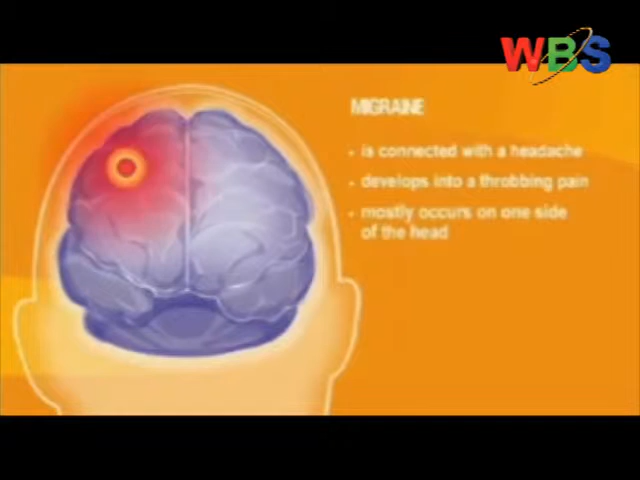 WBS
MIGRAINE
- is connected with a headache
- develops into a throbbing pain
- mostly occurs on one side
of the head